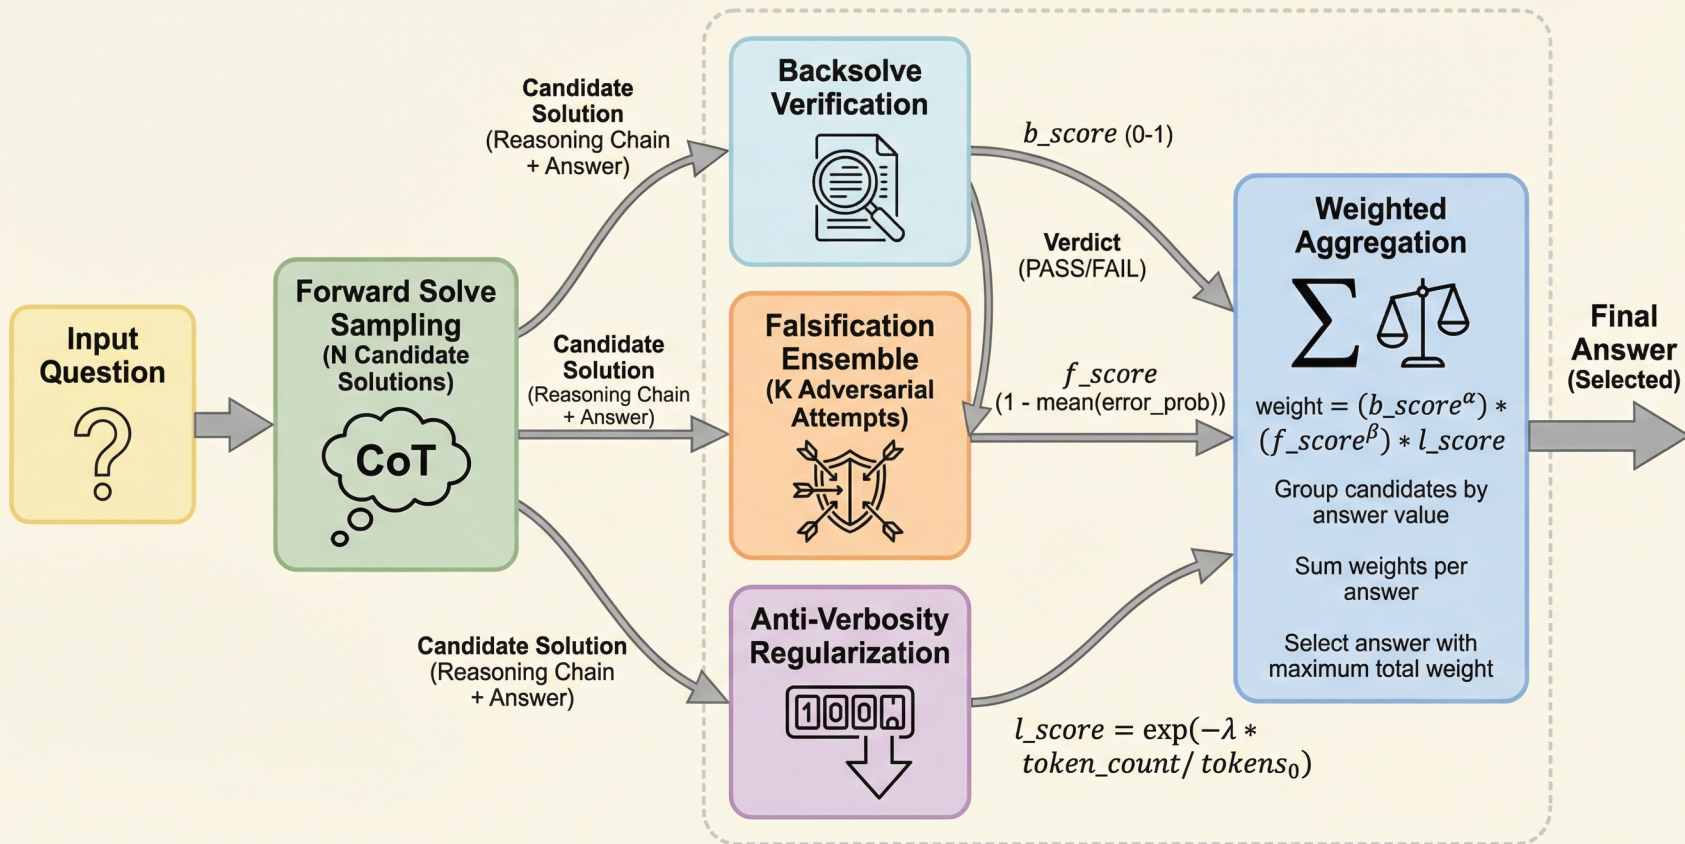 Input
Question
Forward Solve
Sampling
(N Candidate
Solutions)
CoT
Candidate
Solution
(Reasoning Chain
+ Answer)
Candidate
Solution
(Reasoning Chain
+ Answer)
Candidate Solution
(Reasoning Chain
+ Answer)
Backsolve
Verification
Falsification
Ensemble
(K Adversarial
Attempts)
Anti-Verbosity
Regularization
100
b_score (0-1)
Verdict
(PASS/FAIL)
f_score
(1 - mean(error_prob))
l_score = exp(−λ ∗
token_count/ tokens₀)
Weighted
Aggregation
∑
weight = (b_score^α) ∗
(f_score^β) ∗ l_score
Group candidates by
answer value
Sum weights per
answer
Select answer with
maximum total weight
Final
Answer
(Selected)